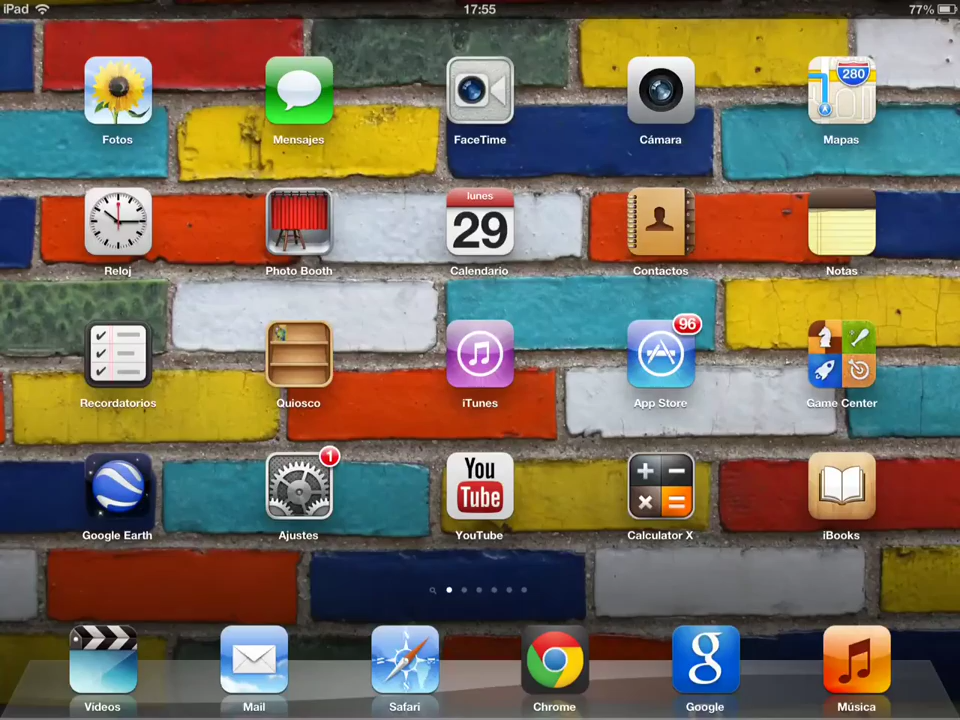 iPad 17:55 77%
280
Fotos Mensajes FaceTime Cámara Mapas
lunes
29
Reloj Photo Booth Calendario Contactos Notas
96
Recordatorios Quiosco iTunes App Store Game Center
1
You
Tube
Google Earth Ajustes YouTube Calculator X iBooks
g
Videos Mail Safari Chrome Google Música